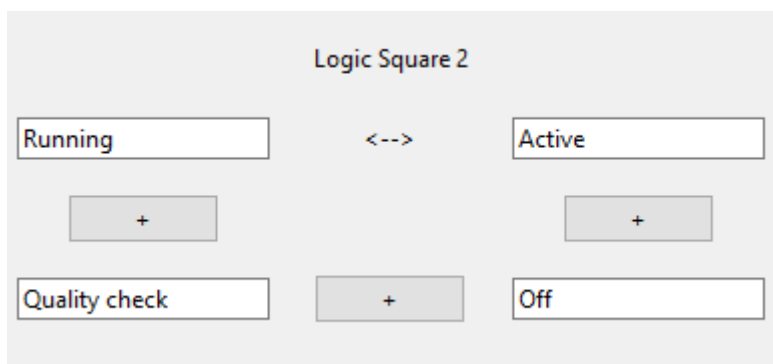 Logic Square 2
Running <--> Active
+ +
Quality check + Off